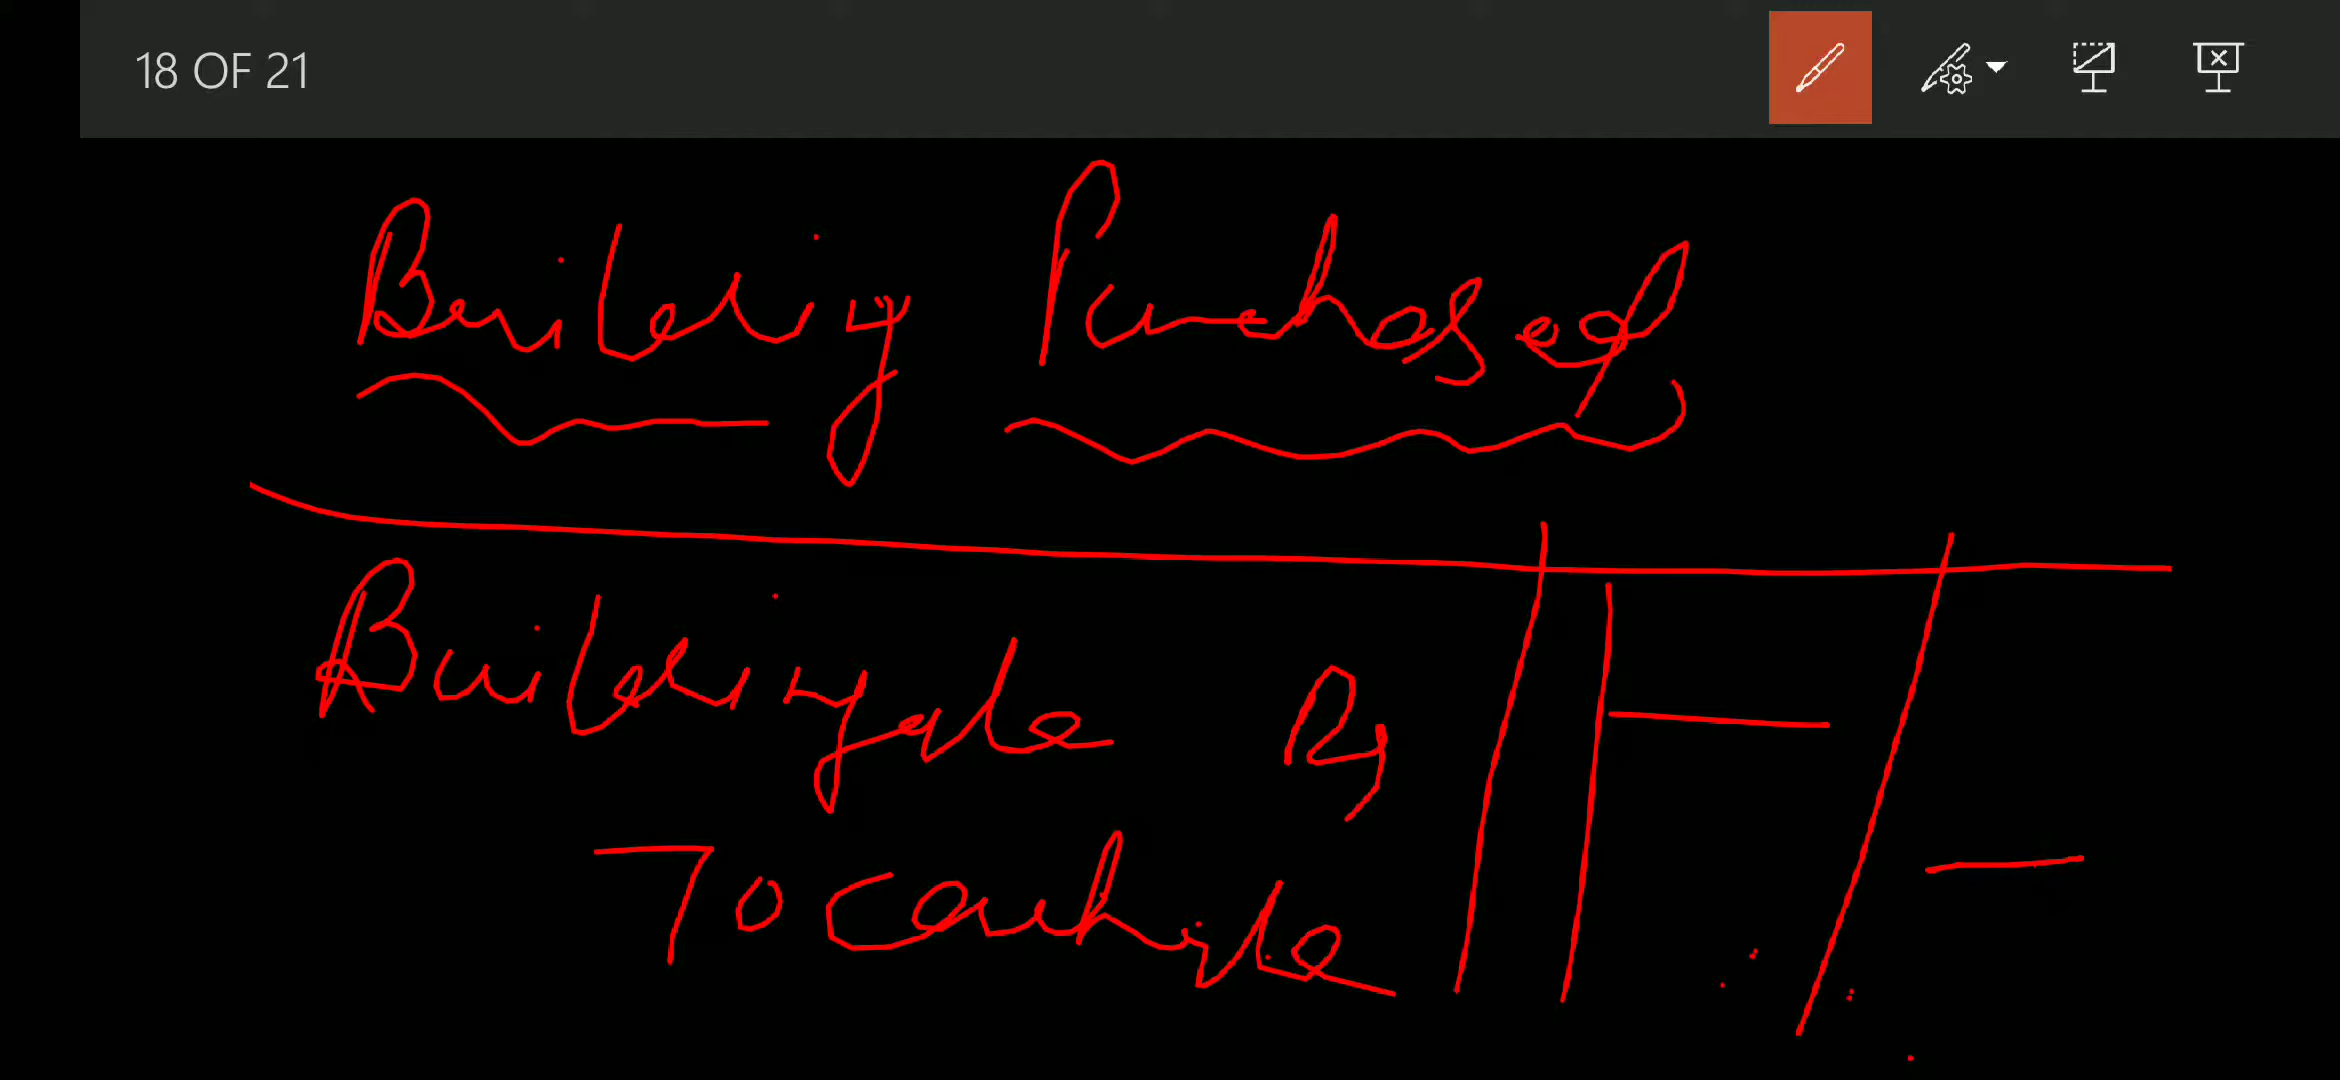 18 OF 21
Building Purchased
Building a/c Dr
To cash a/c